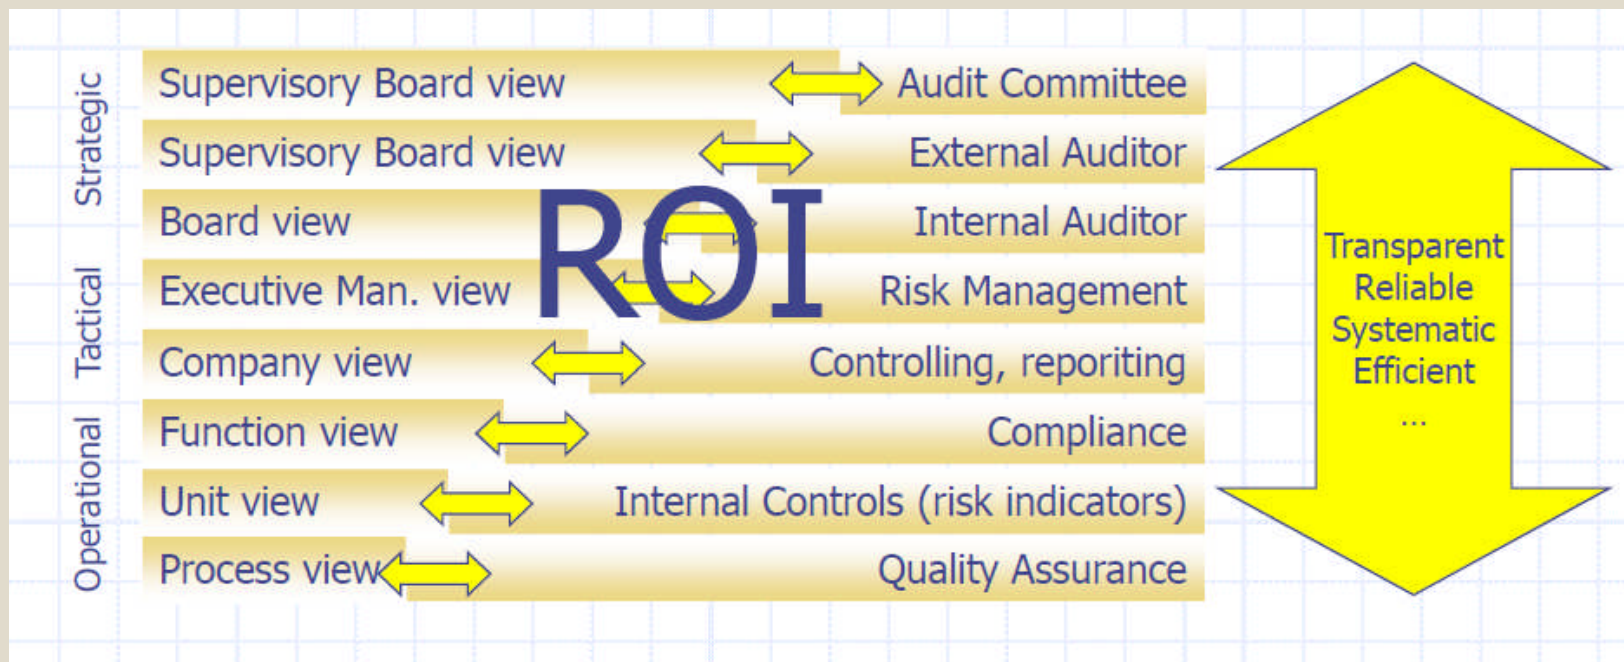 Strategic
Supervisory Board view Audit Committee
Supervisory Board view External Auditor
Board view Internal Auditor
ROI
Tactical
Executive Man. view Risk Management
Company view Controlling, reporiting
Operational
Function view Compliance
Unit view Internal Controls (risk indicators)
Process view Quality Assurance
Transparent
Reliable
Systematic
Efficient
...